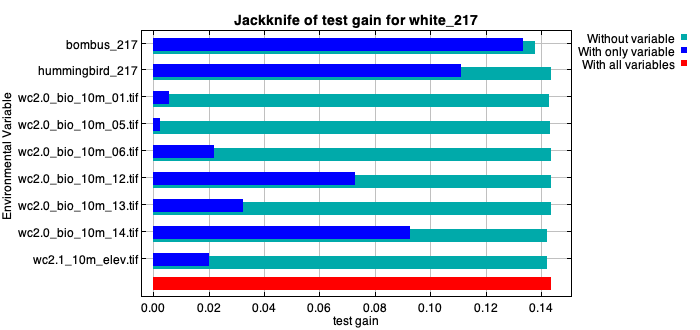 Jackknife of test gain for white_217
Without variable
With only variable
With all variables
Environmental Variable
bombus_217
hummingbird_217
wc2.0_bio_10m_01.tif
wc2.0_bio_10m_05.tif
wc2.0_bio_10m_06.tif
wc2.0_bio_10m_12.tif
wc2.0_bio_10m_13.tif
wc2.0_bio_10m_14.tif
wc2.1_10m_elev.tif
0.00 0.02 0.04 0.06 0.08 0.10 0.12 0.14
test gain